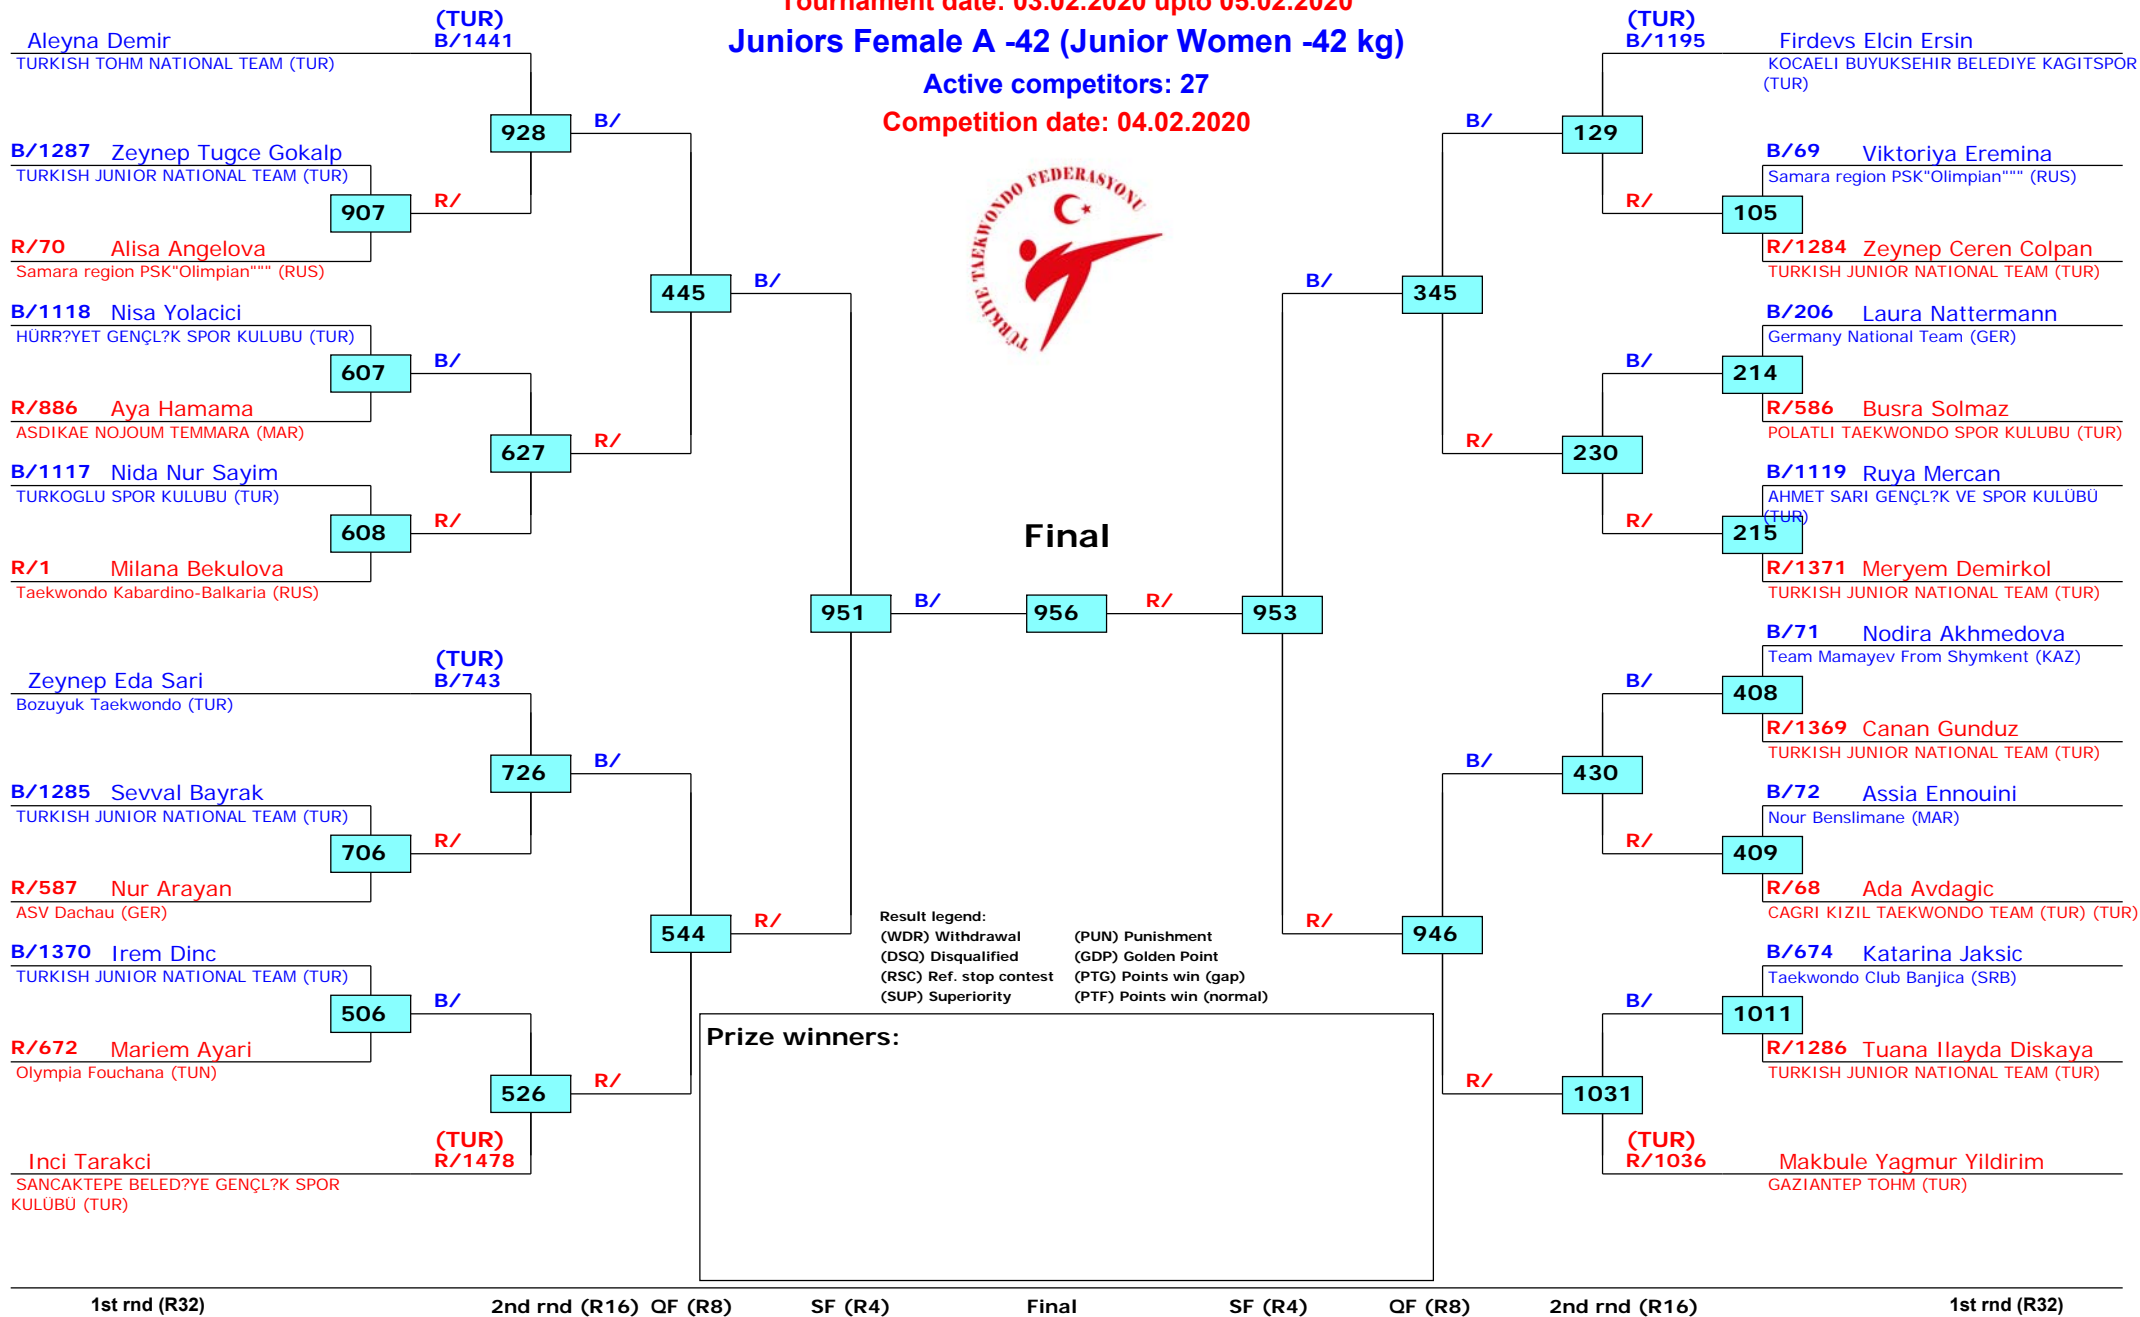 Tournament date: 03.02.2020 upto 05.02.2020
Juniors Female A -42 (Junior Women -42 kg)
Active competitors: 27
Competition date: 04.02.2020
TÜRKİYE TAEKWONDO FEDERASYONU
Aleyna Demir
(TUR)
B/1441
TURKISH TOHM NATIONAL TEAM (TUR)
928
B/
B/1287 Zeynep Tugce Gokalp
TURKISH JUNIOR NATIONAL TEAM (TUR)
907
R/
R/70 Alisa Angelova
Samara region PSK"Olimpian""" (RUS)
445
B/
B/1118 Nisa Yolacici
HÜRR?YET GENÇL?K SPOR KULUBU (TUR)
607
B/
R/886 Aya Hamama
ASDIKAE NOJOUM TEMMARA (MAR)
627
R/
B/1117 Nida Nur Sayim
TURKOGLU SPOR KULUBU (TUR)
608
R/
R/1 Milana Bekulova
Taekwondo Kabardino-Balkaria (RUS)
951
B/
Zeynep Eda Sari
(TUR)
B/743
Bozuyuk Taekwondo (TUR)
726
B/
B/1285 Sevval Bayrak
TURKISH JUNIOR NATIONAL TEAM (TUR)
706
R/
R/587 Nur Arayan
ASV Dachau (GER)
544
R/
B/1370 Irem Dinc
TURKISH JUNIOR NATIONAL TEAM (TUR)
506
B/
R/672 Mariem Ayari
Olympia Fouchana (TUN)
526
R/
(TUR)
R/1478
Inci Tarakci
SANCAKTEPE BELED?YE GENÇL?K SPOR
KULÜBÜ (TUR)
Final
956
R/
953
(TUR)
B/1195 Firdevs Elcin Ersin
KOCAELI BUYUKSEHIR BELEDIYE KAGITSPOR
(TUR)
B/
129
B/69 Viktoriya Eremina
Samara region PSK"Olimpian""" (RUS)
R/
105
R/1284 Zeynep Ceren Colpan
TURKISH JUNIOR NATIONAL TEAM (TUR)
B/
345
B/206 Laura Nattermann
Germany National Team (GER)
B/
214
R/586 Busra Solmaz
POLATLI TAEKWONDO SPOR KULUBU (TUR)
R/
230
B/1119 Ruya Mercan
AHMET SARI GENÇL?K VE SPOR KULÜBÜ
(TUR)
R/
215
R/1371 Meryem Demirkol
TURKISH JUNIOR NATIONAL TEAM (TUR)
B/71 Nodira Akhmedova
Team Mamayev From Shymkent (KAZ)
B/
408
R/1369 Canan Gunduz
TURKISH JUNIOR NATIONAL TEAM (TUR)
B/
430
B/72 Assia Ennouini
Nour Benslimane (MAR)
R/
409
R/68 Ada Avdagic
CAGRI KIZIL TAEKWONDO TEAM (TUR) (TUR)
R/
946
B/674 Katarina Jaksic
Taekwondo Club Banjica (SRB)
B/
1011
R/1286 Tuana Ilayda Diskaya
TURKISH JUNIOR NATIONAL TEAM (TUR)
R/
1031
(TUR)
R/1036 Makbule Yagmur Yildirim
GAZIANTEP TOHM (TUR)
Result legend:
(WDR) Withdrawal (PUN) Punishment
(DSQ) Disqualified (GDP) Golden Point
(RSC) Ref. stop contest (PTG) Points win (gap)
(SUP) Superiority (PTF) Points win (normal)
Prize winners:
1st rnd (R32) 2nd rnd (R16) QF (R8) SF (R4) Final SF (R4) QF (R8) 2nd rnd (R16) 1st rnd (R32)